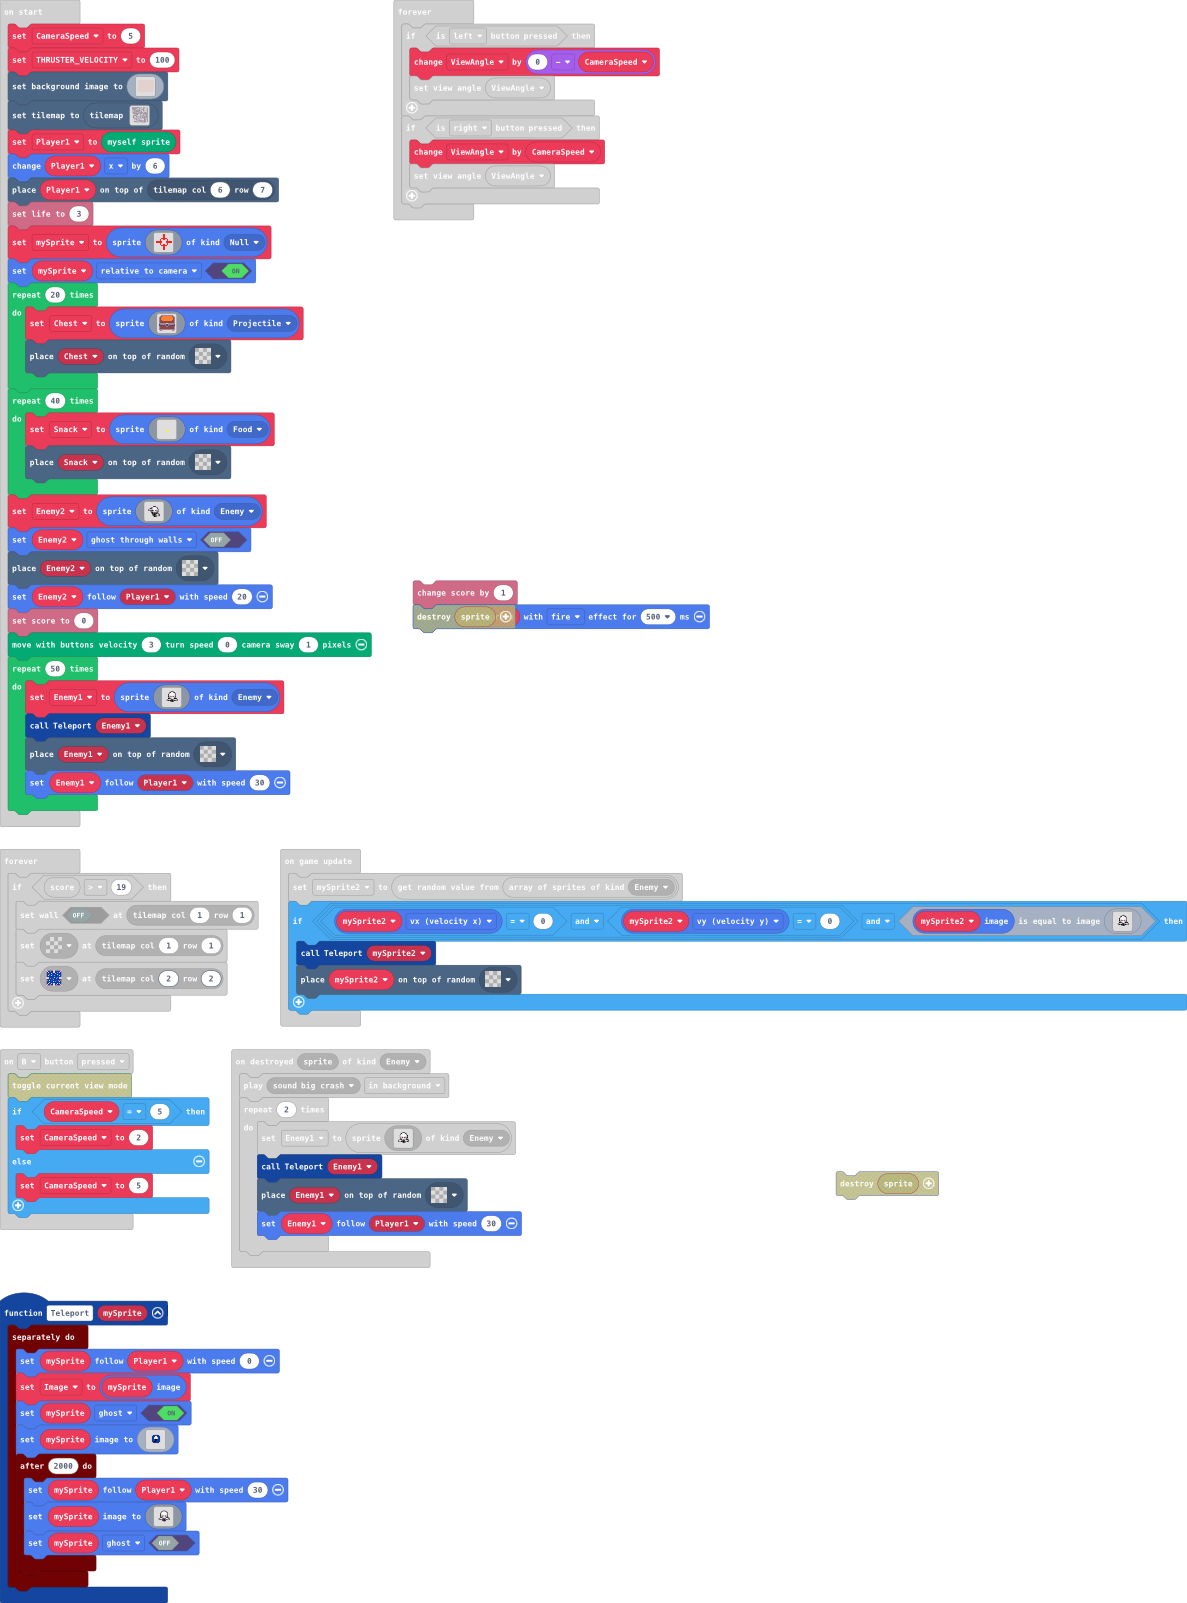 on start
set CameraSpeed to 5
set THRUSTER_VELOCITY to 100
set background image to
set tilemap to tilemap
set Player1 to myself sprite
change Player1 x by 6
place Player1 on top of tilemap col 6 row 7
set life to 3
set mySprite to sprite of kind Null
set mySprite relative to camera ON
repeat 20 times
do
set Chest to sprite of kind Projectile
place Chest on top of random
repeat 40 times
do
set Snack to sprite of kind Food
place Snack on top of random
set Enemy2 to sprite of kind Enemy
set Enemy2 ghost through walls OFF
place Enemy2 on top of random
set Enemy2 follow Player1 with speed 20
set score to 0
move with buttons velocity 3 turn speed 0 camera sway 1 pixels
repeat 50 times
do
set Enemy1 to sprite of kind Enemy
call Teleport Enemy1
place Enemy1 on top of random
set Enemy1 follow Player1 with speed 30
forever
if is left button pressed then
change ViewAngle by 0 - CameraSpeed
set view angle ViewAngle
if is right button pressed then
change ViewAngle by CameraSpeed
set view angle ViewAngle
change score by 1
destroy sprite with fire effect for 500 ms
forever
if score > 19 then
set wall OFF at tilemap col 1 row 1
set at tilemap col 1 row 1
set at tilemap col 2 row 2
on game update
set mySprite2 to get random value from array of sprites of kind Enemy
if mySprite2 vx (velocity x) = 0 and mySprite2 vy (velocity y) = 0 and mySprite2 image is equal to image then
call Teleport mySprite2
place mySprite2 on top of random
on B button pressed
toggle current view mode
if CameraSpeed = 5 then
set CameraSpeed to 2
else
set CameraSpeed to 5
on destroyed sprite of kind Enemy
play sound big crash in background
repeat 2 times
do
set Enemy1 to sprite of kind Enemy
call Teleport Enemy1
place Enemy1 on top of random
set Enemy1 follow Player1 with speed 30
destroy sprite
function Teleport mySprite
separately do
set mySprite follow Player1 with speed 0
set Image to mySprite image
set mySprite ghost ON
set mySprite image to
after 2000 do
set mySprite follow Player1 with speed 30
set mySprite image to
set mySprite ghost OFF